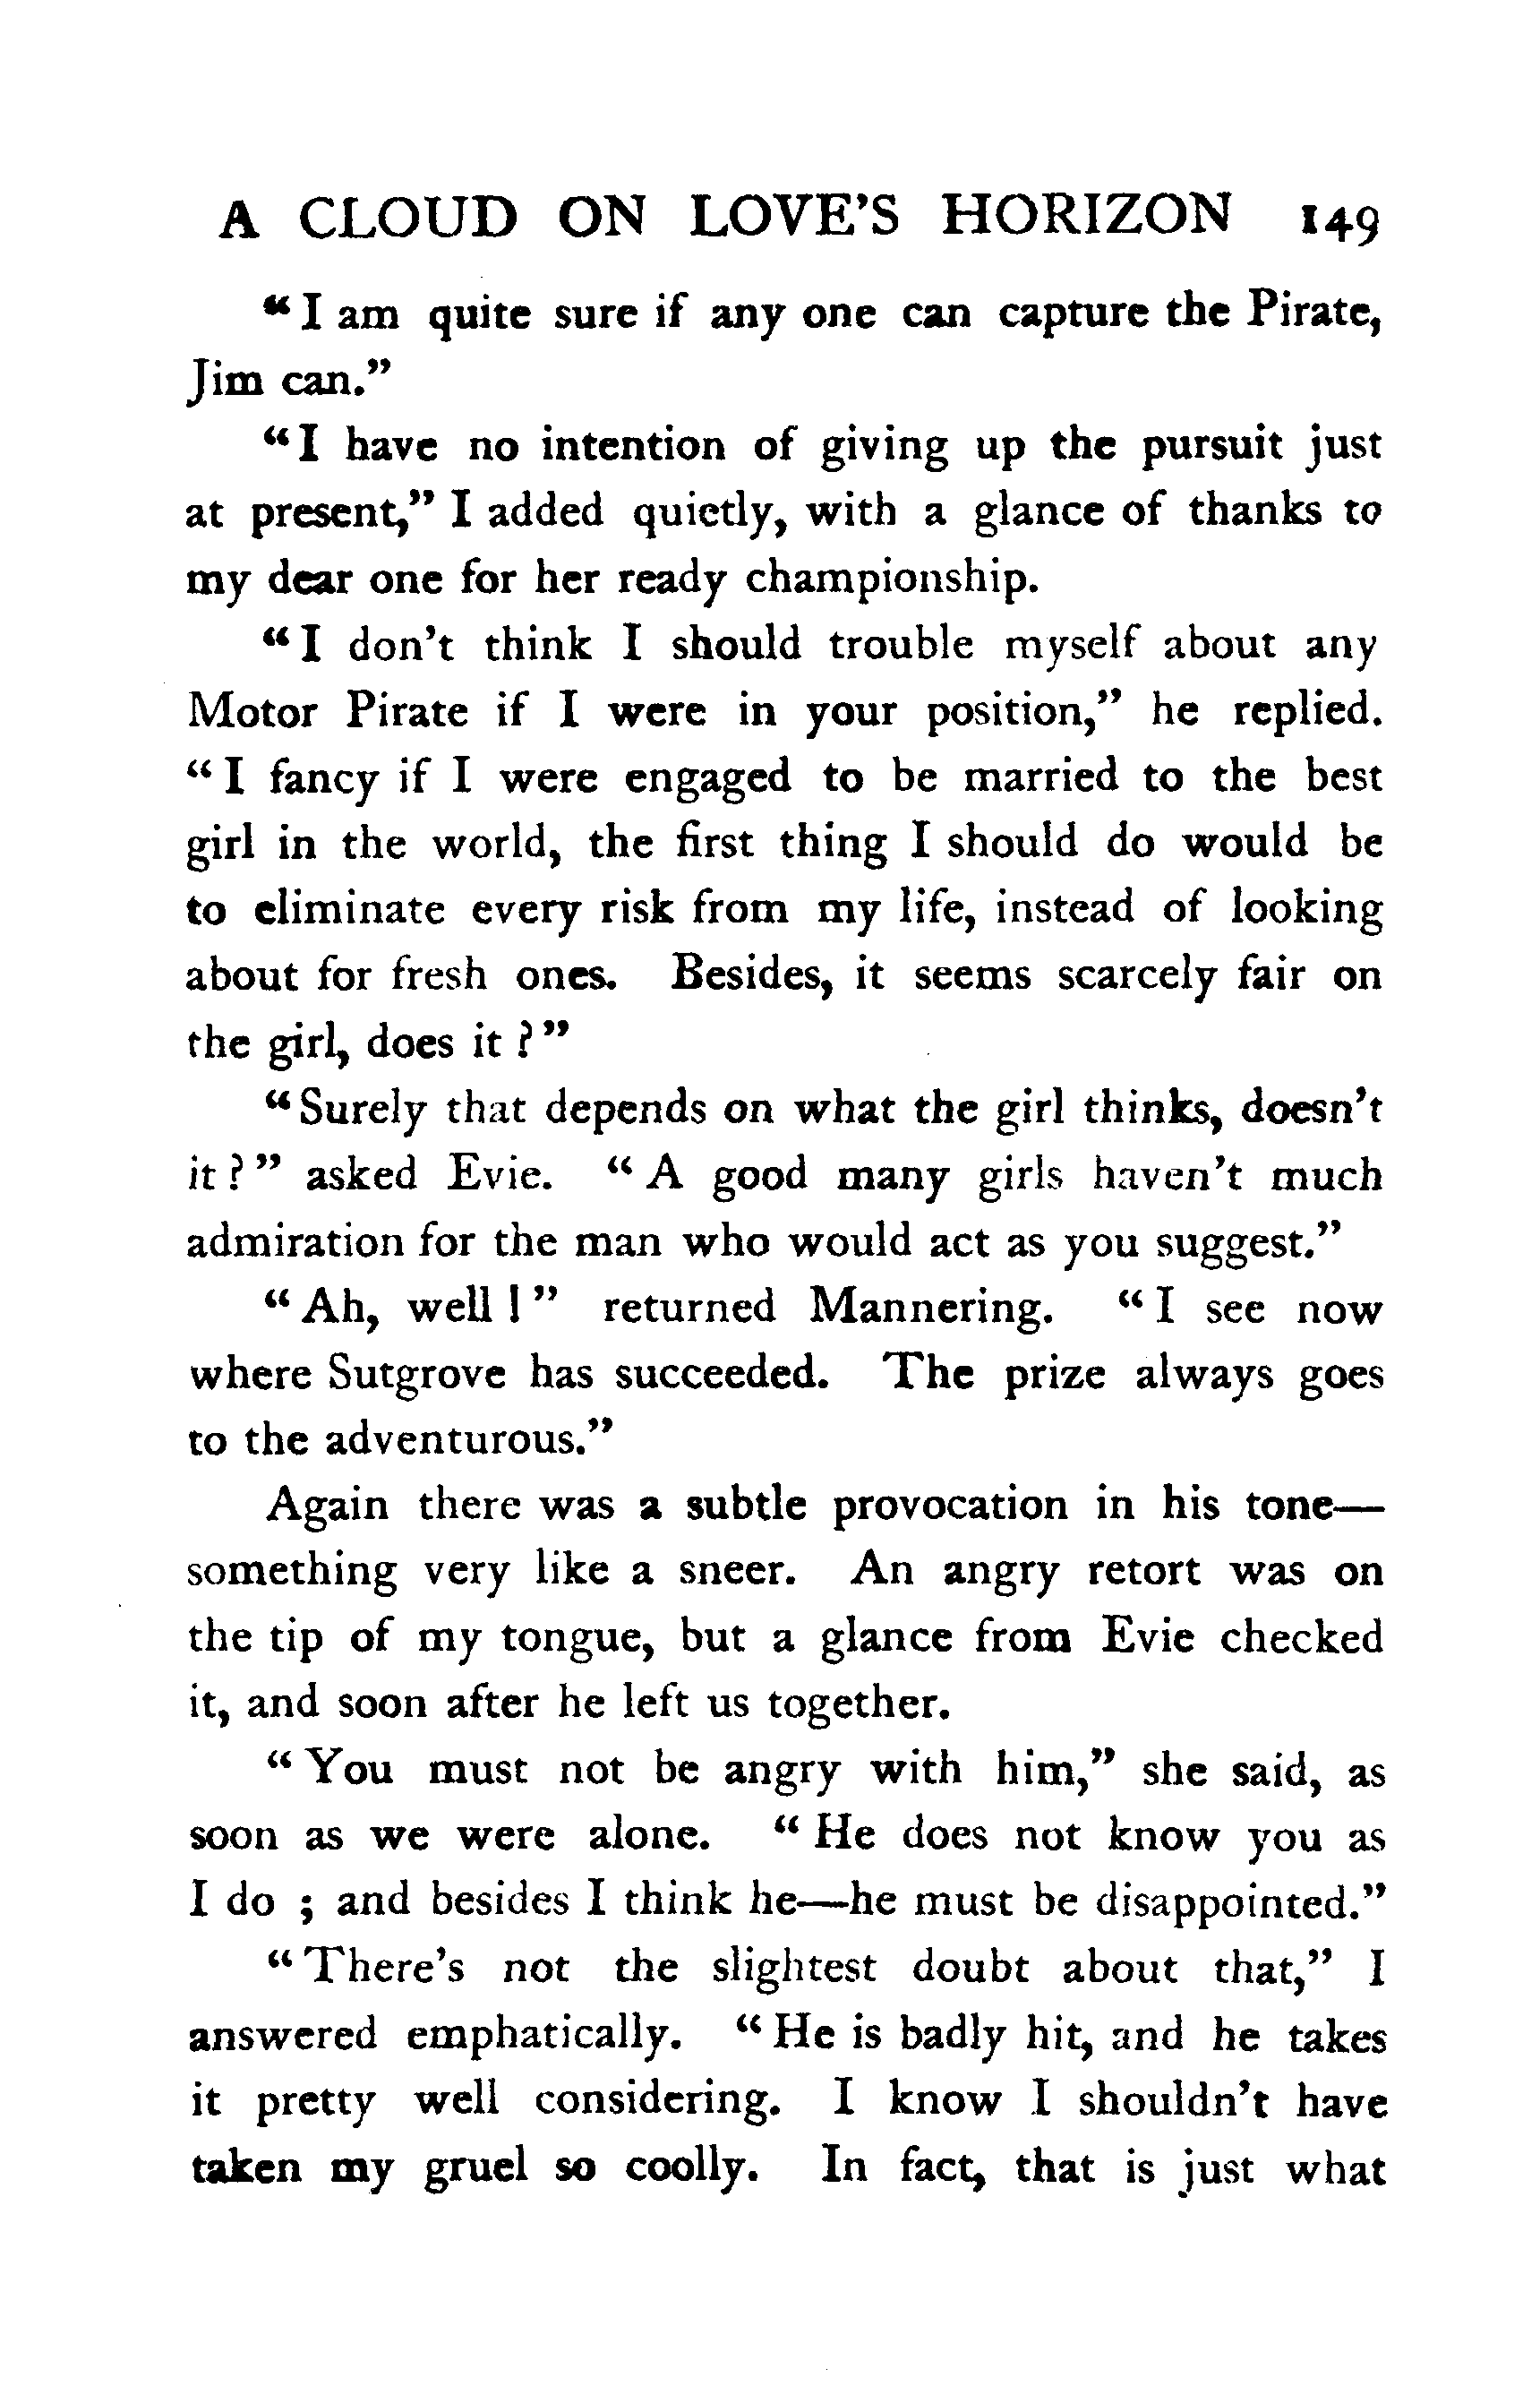 A CLOUD ON LOVE'S HORIZON 149
“I am quite sure if any one can capture the Pirate,
Jim can.”
“I have no intention of giving up the pursuit just
at present,” I added quietly, with a glance of thanks to
my dear one for her ready championship.
“I don't think I should trouble myself about any
Motor Pirate if I were in your position,” he replied.
“I fancy if I were engaged to be married to the best
girl in the world, the first thing I should do would be
to eliminate every risk from my life, instead of looking
about for fresh ones. Besides, it seems scarcely fair on
the girl, does it ?”
“Surely that depends on what the girl thinks, doesn't
it ?” asked Evie. “A good many girls haven't much
admiration for the man who would act as you suggest.”
“Ah, well !” returned Mannering. “I see now
where Sutgrove has succeeded. The prize always goes
to the adventurous.”
Again there was a subtle provocation in his tone—
something very like a sneer. An angry retort was on
the tip of my tongue, but a glance from Evie checked
it, and soon after he left us together.
“You must not be angry with him,” she said, as
soon as we were alone. “He does not know you as
I do ; and besides I think he—he must be disappointed.”
“There's not the slightest doubt about that,” I
answered emphatically. “He is badly hit, and he takes
it pretty well considering. I know I shouldn't have
taken my gruel so coolly. In fact, that is just what